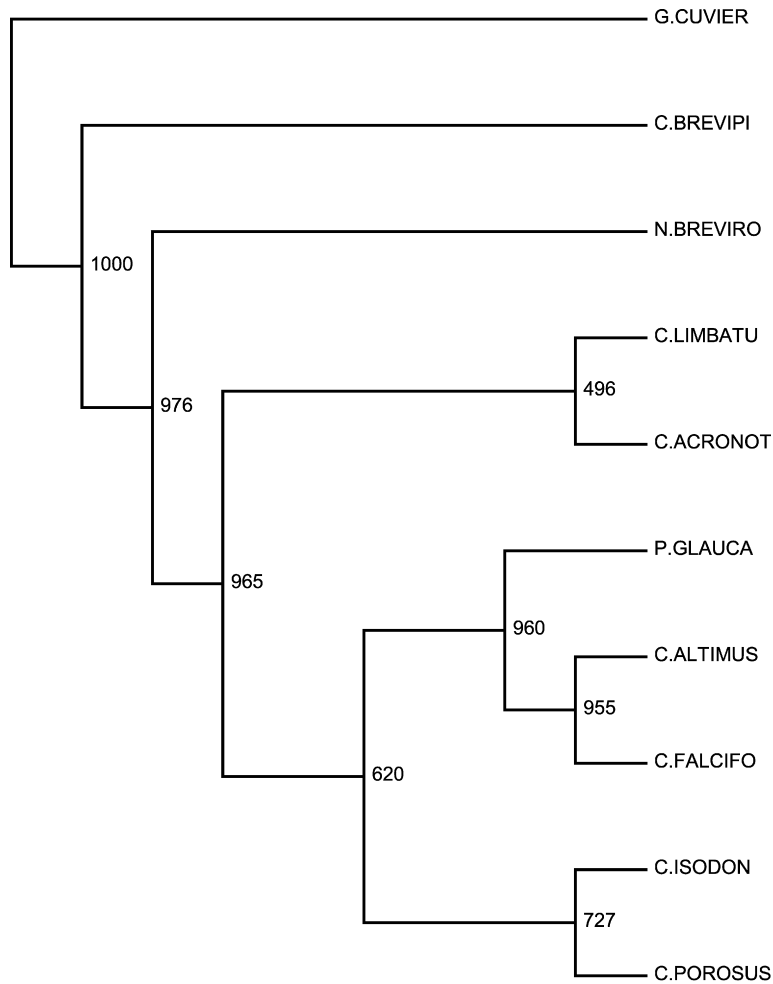 G.CUVIER
C.BREVIPI
N.BREVIRO
1000
C.LIMBATU
496
976
C.ACRONOT
P.GLAUCA
965
960
C.ALTIMUS
955
C.FALCIFO
620
C.ISODON
727
C.POROSUS